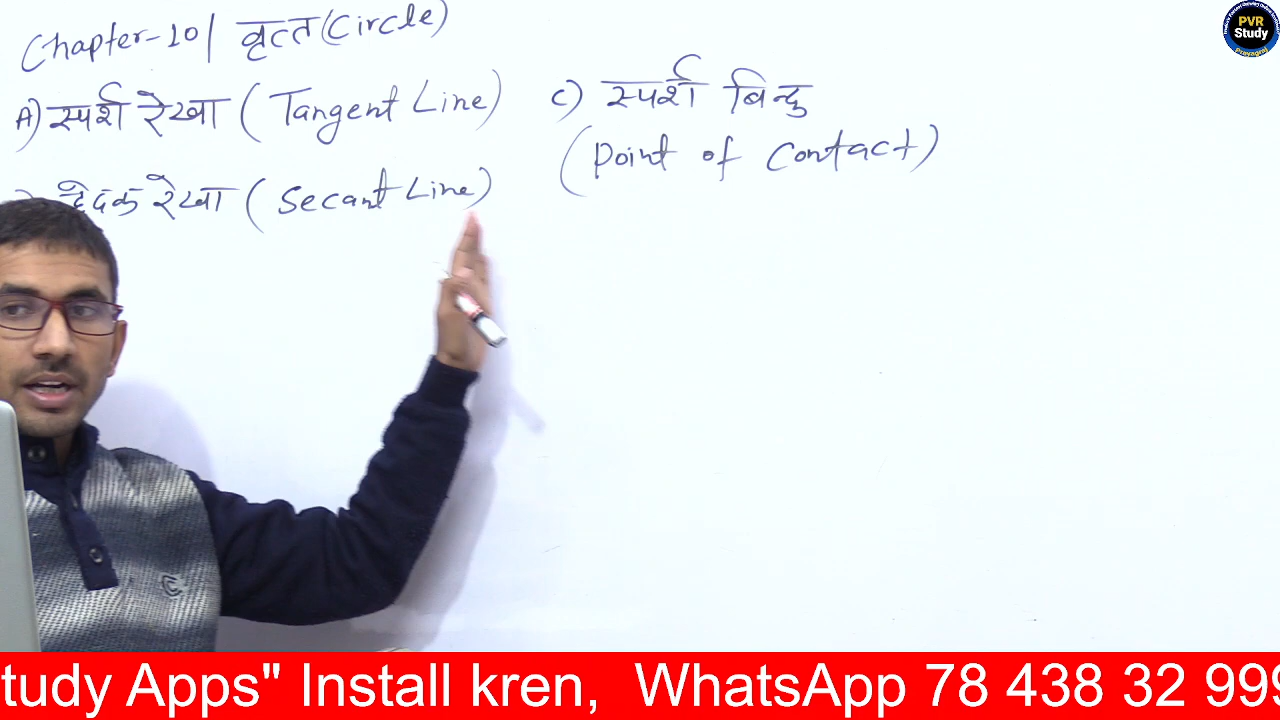 Chapter-10 | वृत्त (Circle)
A) स्पर्श रेखा (Tangent Line)
छेदक रेखा (Secant Line)
C) स्पर्श बिन्दु
(Point of Contact)
PVR
Study
Prayagraj
tudy Apps" Install kren, WhatsApp 78 438 32 999